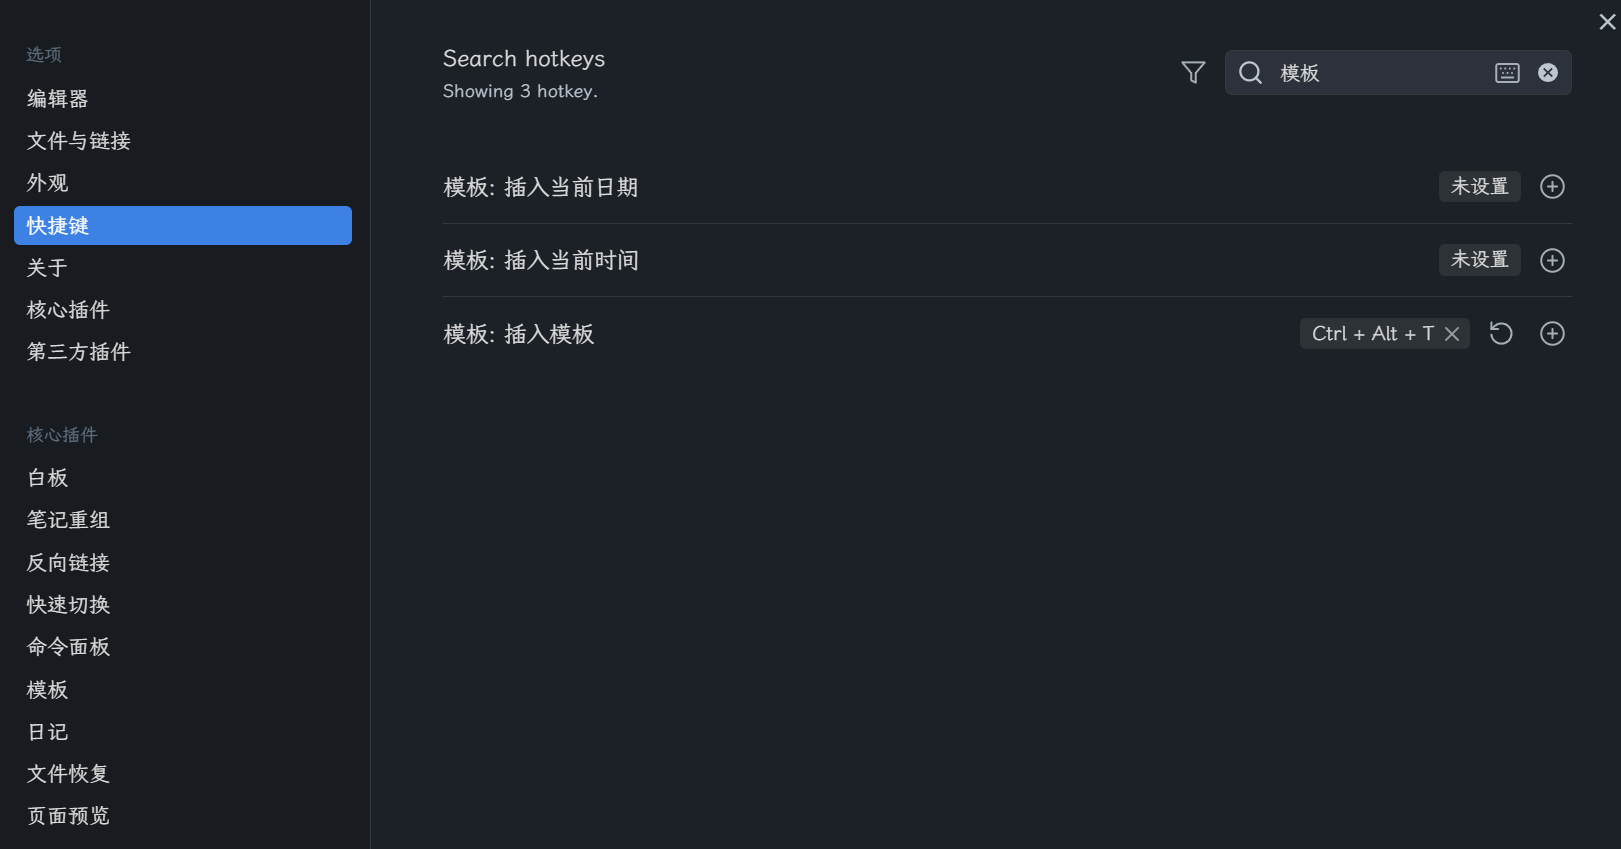 选项
编辑器
文件与链接
外观
快捷键
关于
核心插件
第三方插件
核心插件
白板
笔记重组
反向链接
快速切换
命令面板
模板
日记
文件恢复
页面预览
Search hotkeys
Showing 3 hotkey.
模板
模板: 插入当前日期
未设置
模板: 插入当前时间
未设置
模板: 插入模板
Ctrl + Alt + T